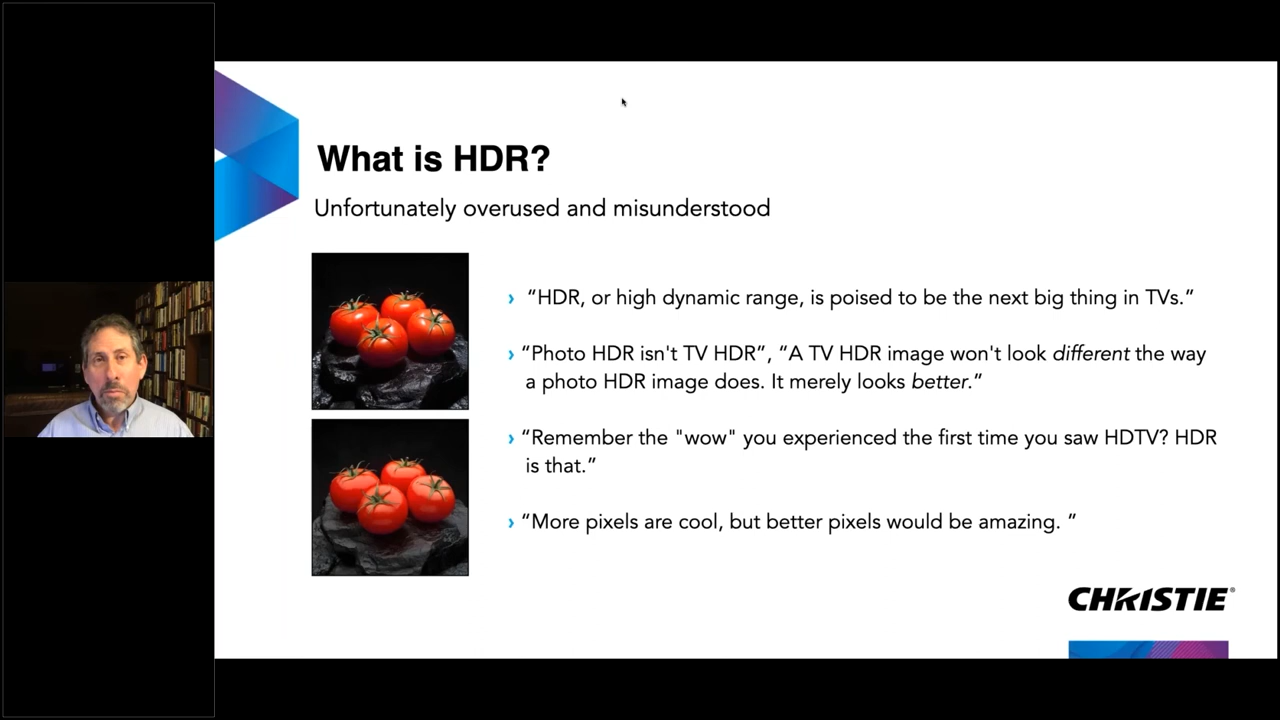 What is HDR?
Unfortunately overused and misunderstood
› “HDR, or high dynamic range, is poised to be the next big thing in TVs.”
› “Photo HDR isn't TV HDR”, “A TV HDR image won't look different the way
a photo HDR image does. It merely looks better.”
› “Remember the "wow" you experienced the first time you saw HDTV? HDR
is that.”
› “More pixels are cool, but better pixels would be amazing. ”
CHRISTIE®